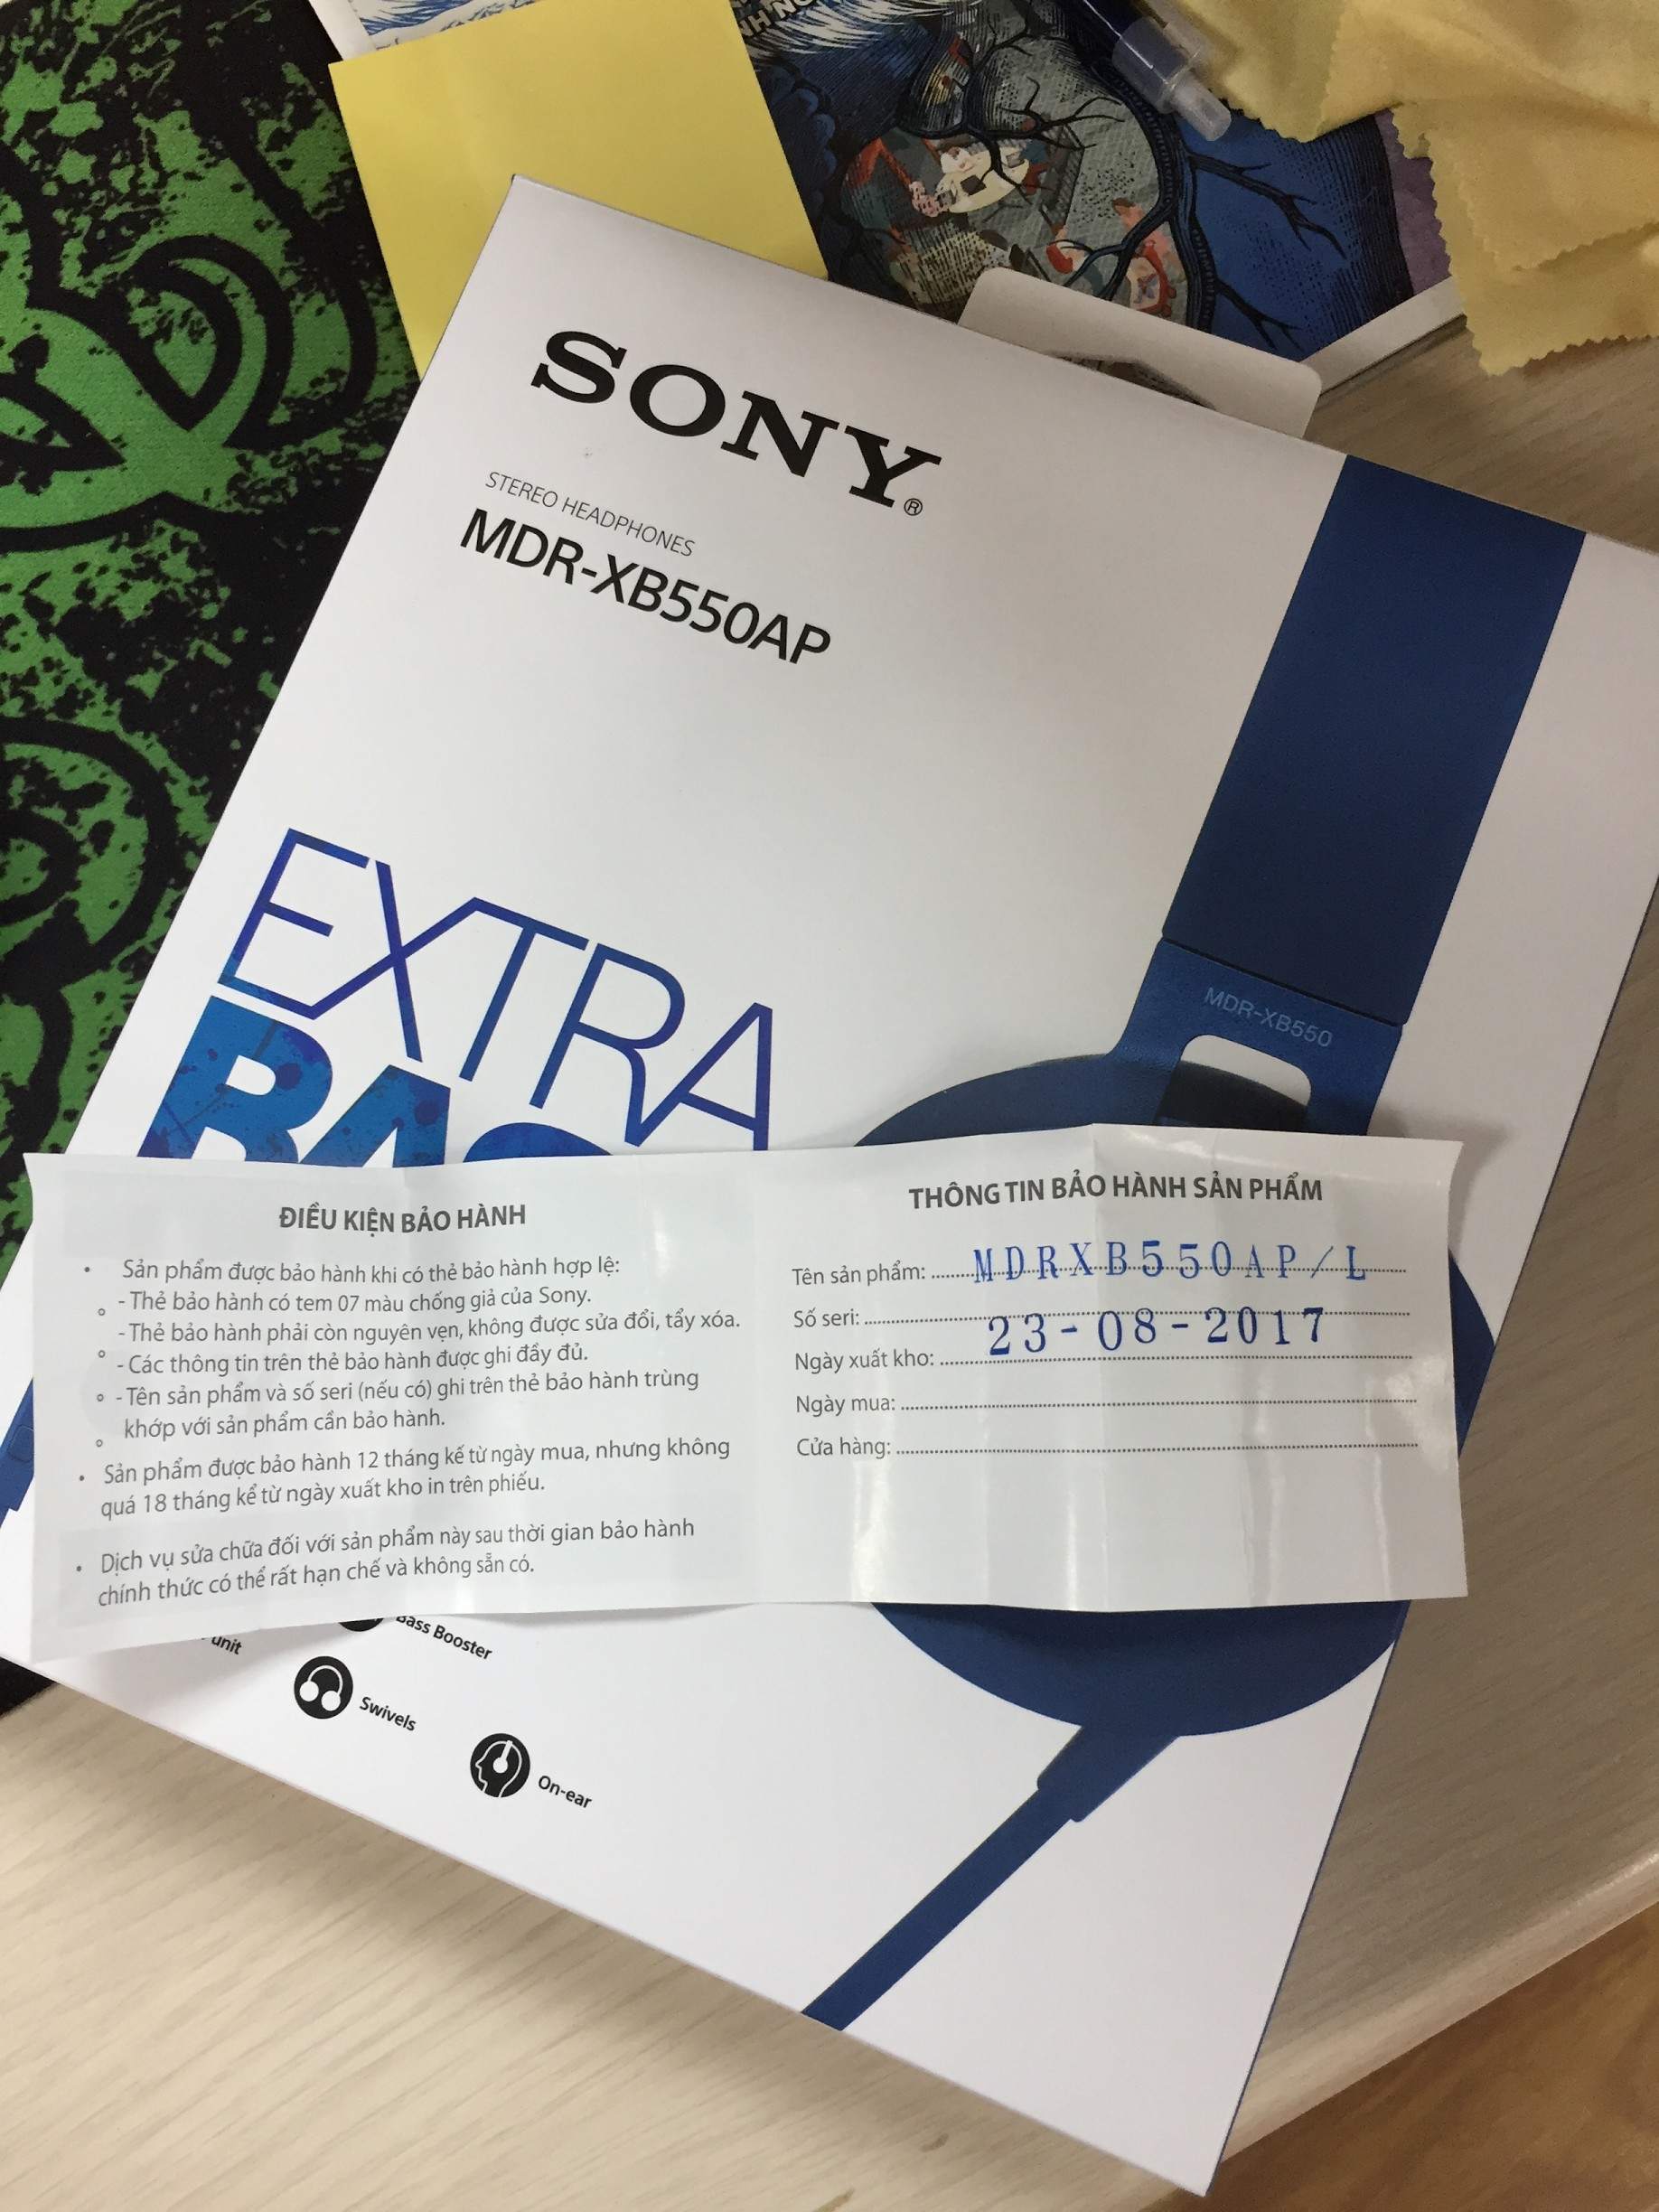 SONY®
STEREO HEADPHONES
MDR-XB550AP
EXTRA
MDR-XB550
ĐIỀU KIỆN BẢO HÀNH
• Sản phẩm được bảo hành khi có thẻ bảo hành hợp lệ:
- Thẻ bảo hành có tem 07 màu chống giả của Sony.
- Thẻ bảo hành phải còn nguyên vẹn, không được sửa đổi, tẩy xóa.
- Các thông tin trên thẻ bảo hành được ghi đầy đủ.
- Tên sản phẩm và số seri (nếu có) ghi trên thẻ bảo hành trùng
khớp với sản phẩm cần bảo hành.
• Sản phẩm được bảo hành 12 tháng kể từ ngày mua, nhưng không
quá 18 tháng kể từ ngày xuất kho in trên phiếu.
• Dịch vụ sửa chữa đối với sản phẩm này sau thời gian bảo hành
chính thức có thể rất hạn chế và không sẵn có.
THÔNG TIN BẢO HÀNH SẢN PHẨM
Tên sản phẩm: MDRXB550AP/L
Số seri:
Ngày xuất kho: 23-08-2017
Ngày mua:
Cửa hàng:
unit
Bass Booster
Swivels
On-ear